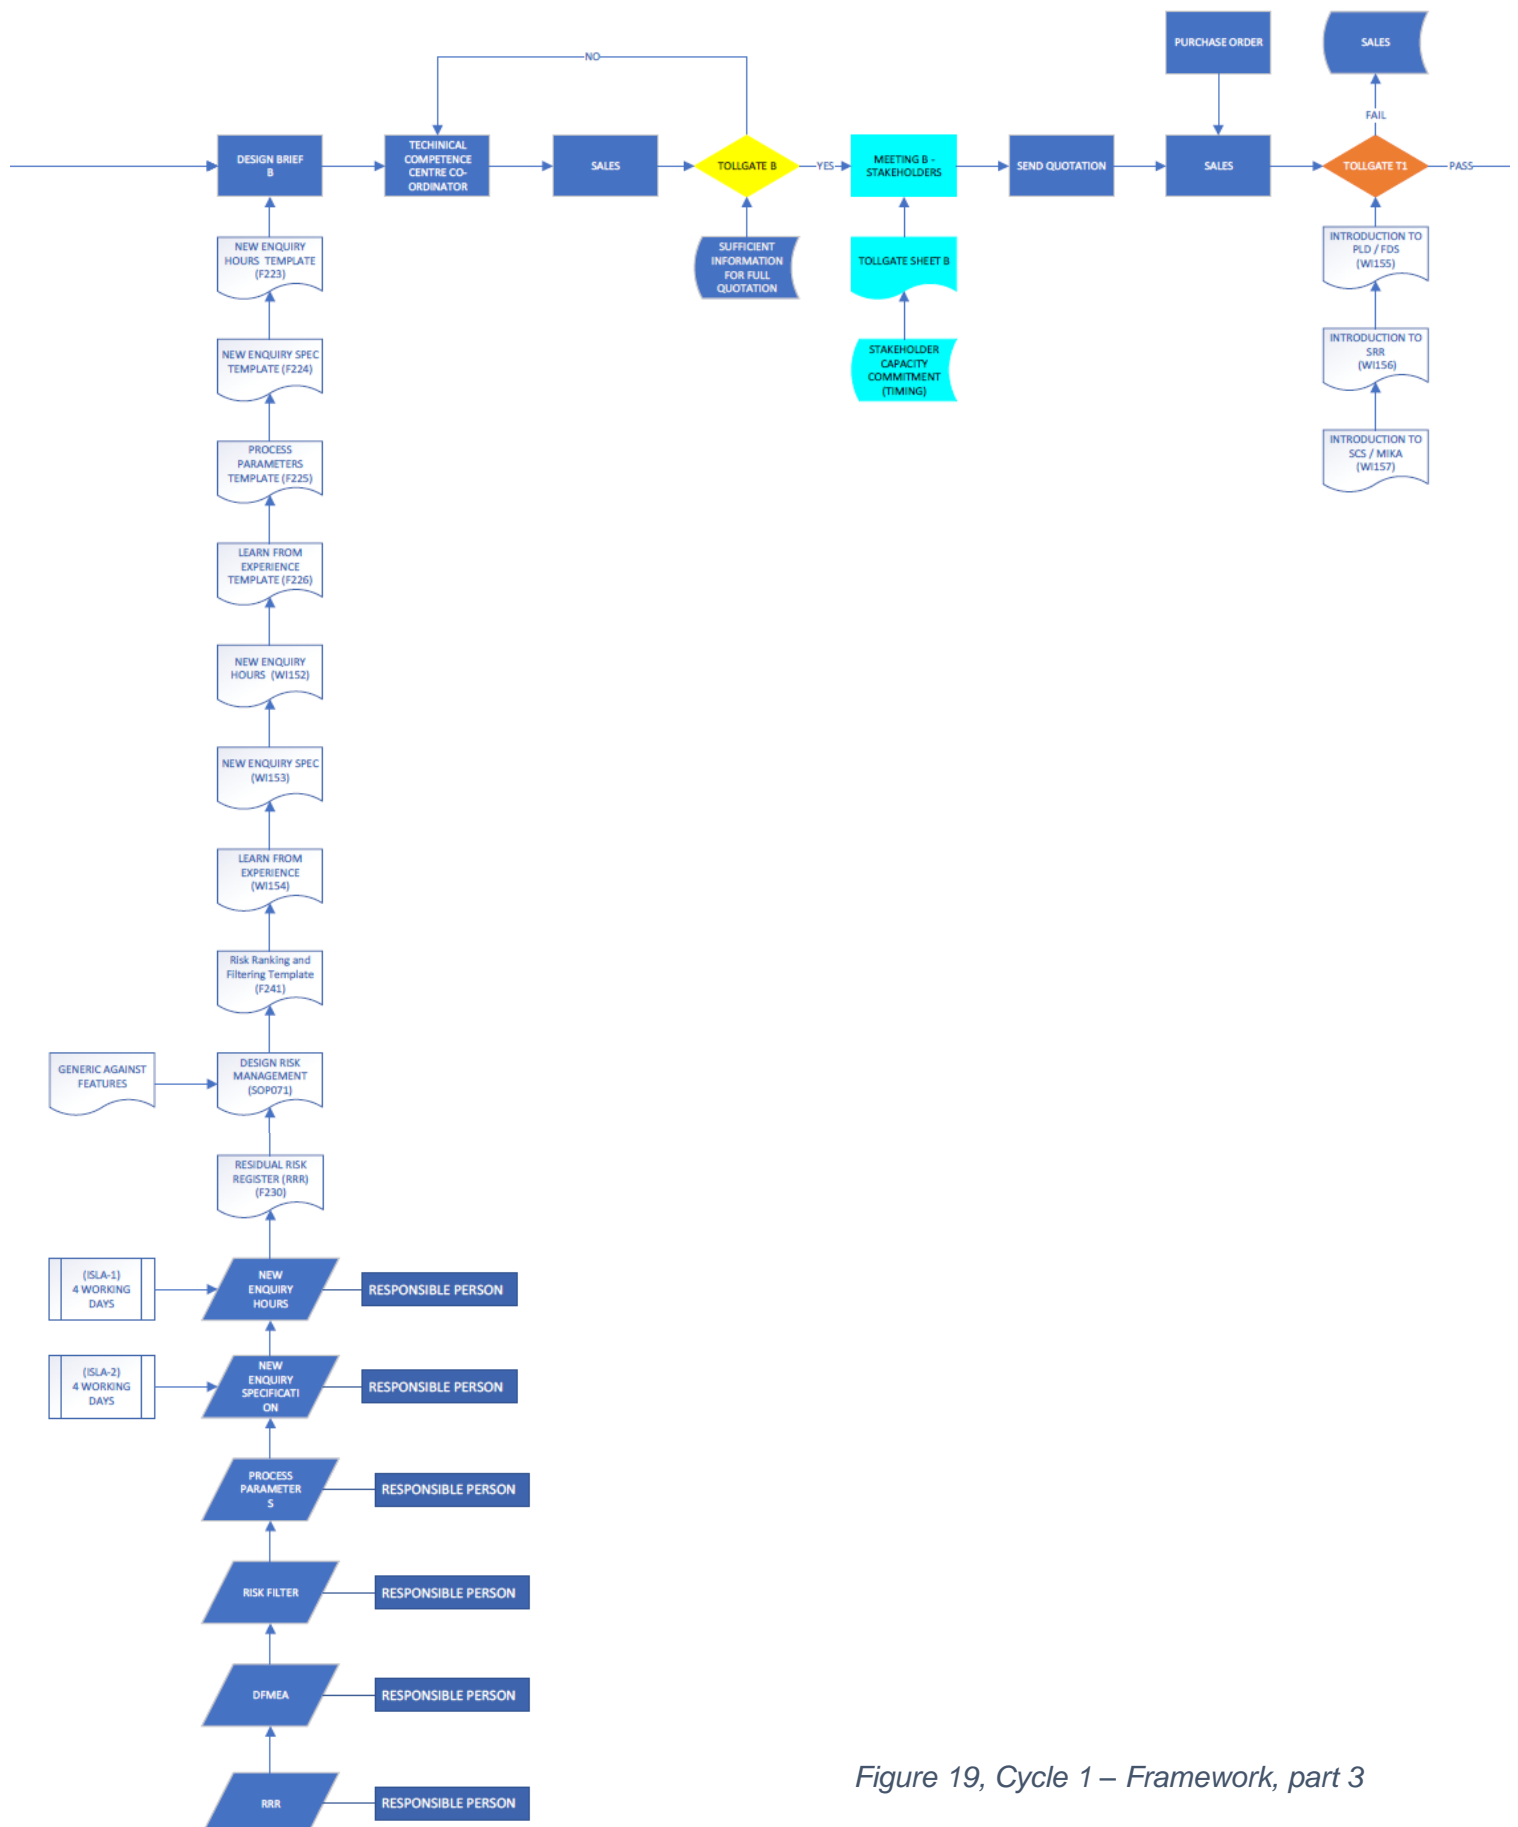 PURCHASE ORDER
SALES
NO
FAIL
DESIGN BRIEF
B
TECHINICAL
COMPETENCE
CENTRE CO-
ORDINATOR
SALES
TOLLGATE B
YES
MEETING B -
STAKEHOLDERS
SEND QUOTATION
SALES
TOLLGATE T1
PASS
NEW ENQUIRY
HOURS TEMPLATE
(F223)
SUFFICIENT
INFORMATION
FOR FULL
QUOTATION
TOLLGATE SHEET B
INTRODUCTION TO
PLD / FDS
(WI155)
NEW ENQUIRY SPEC
TEMPLATE (F224)
STAKEHOLDER
CAPACITY
COMMITMENT
(TIMING)
INTRODUCTION TO
SRR
(WI156)
PROCESS
PARAMETERS
TEMPLATE (F225)
INTRODUCTION TO
SCS / MIKA
(WI157)
LEARN FROM
EXPERIENCE
TEMPLATE (F226)
NEW ENQUIRY
HOURS (WI152)
NEW ENQUIRY SPEC
(WI153)
LEARN FROM
EXPERIENCE
(WI154)
Risk Ranking and
Filtering Template
(F241)
GENERIC AGAINST
FEATURES
DESIGN RISK
MANAGEMENT
(SOP071)
RESIDUAL RISK
REGISTER (RRR)
(F230)
(ISLA-1)
4 WORKING
DAYS
NEW
ENQUIRY
HOURS
RESPONSIBLE PERSON
(ISLA-2)
4 WORKING
DAYS
NEW
ENQUIRY
SPECIFICATI
ON
RESPONSIBLE PERSON
PROCESS
PARAMETER
S
RESPONSIBLE PERSON
RISK FILTER
RESPONSIBLE PERSON
DFMEA
RESPONSIBLE PERSON
RRR
RESPONSIBLE PERSON
Figure 19, Cycle 1 – Framework, part 3